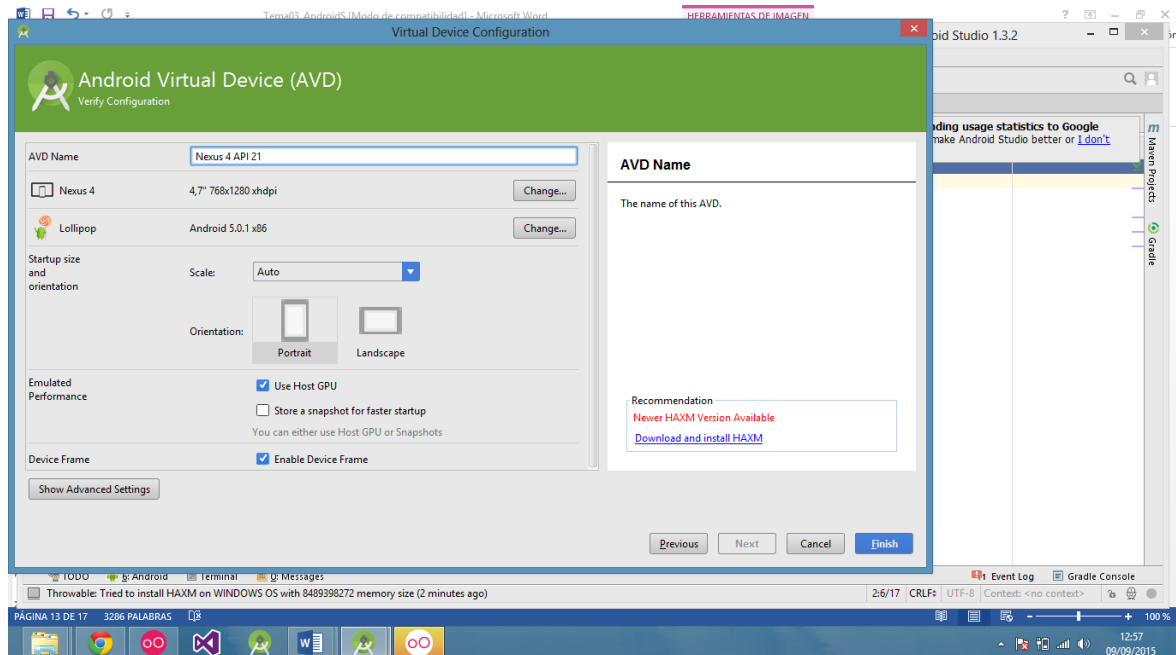 Tema03_AndroidS [Modo de compatibilidad] - Microsoft Word
HERRAMIENTAS DE IMAGEN
Virtual Device Configuration
oid Studio 1.3.2
Android Virtual Device (AVD)
Verify Configuration
nding usage statistics to Google
make Android Studio better or I don't
Maven Projects
Gradle
AVD Name
Nexus 4 API 21
Nexus 4
4,7" 768x1280 xhdpi
Change...
Lollipop
Android 5.0.1 x86
Change...
Startup size
and
orientation
Scale:
Auto
Orientation:
Portrait
Landscape
Emulated
Performance
Use Host GPU
Store a snapshot for faster startup
You can either use Host GPU or Snapshots
Device Frame
Enable Device Frame
Show Advanced Settings
AVD Name
The name of this AVD.
Recommendation
Newer HAXM Version Available
Download and install HAXM
Previous
Next
Cancel
Finish
TODO
6: Android
Terminal
0: Messages
1 Event Log
Gradle Console
Throwable: Tried to install HAXM on WINDOWS OS with 8489398272 memory size (2 minutes ago)
2:6/17
CRLF
UTF-8
Context: <no context>
PÁGINA 13 DE 17
3286 PALABRAS
100 %
12:57
09/09/2015